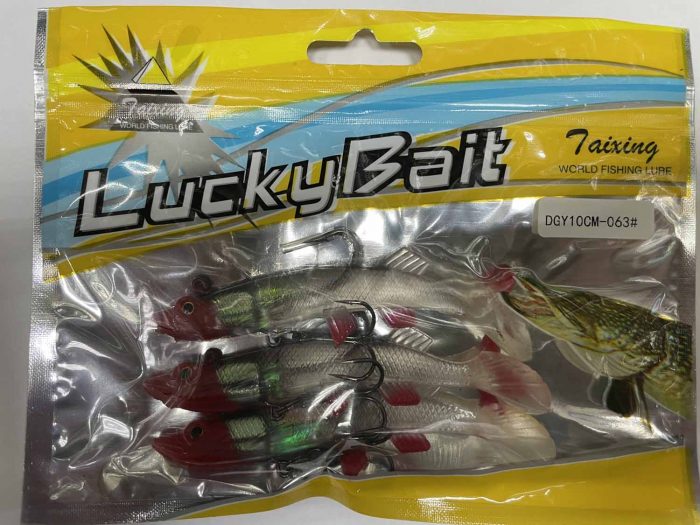 Taixing
WORLD FISHING LURE
LuckyBait
Taixing
WORLD FISHING LURE
DGY10CM-063#